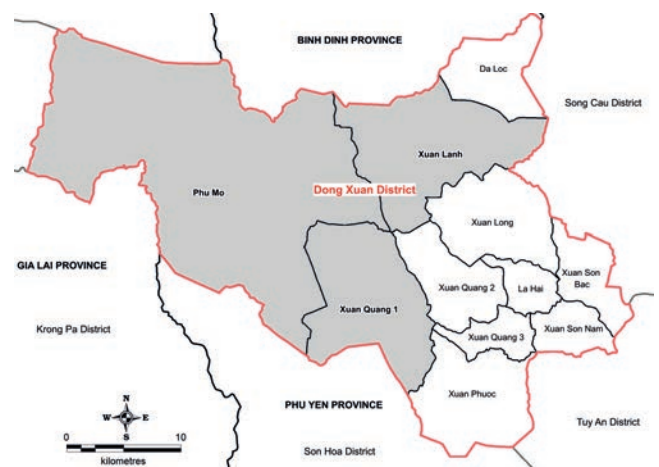 BINH DINH PROVINCE
Da Loc
Song Cau District
Xuan Lanh
Phu Mo
Dong Xuan District
Xuan Long
GIA LAI PROVINCE
Xuan Son
Bac
Xuan Quang 2
La Hai
Krong Pa District
Xuan Quang 1
Xuan Quang 3
Xuan Son Nam
Xuan Phuoc
PHU YEN PROVINCE
Tuy An District
Son Hoa District
N
W
E
S
0
5
10
kilometres